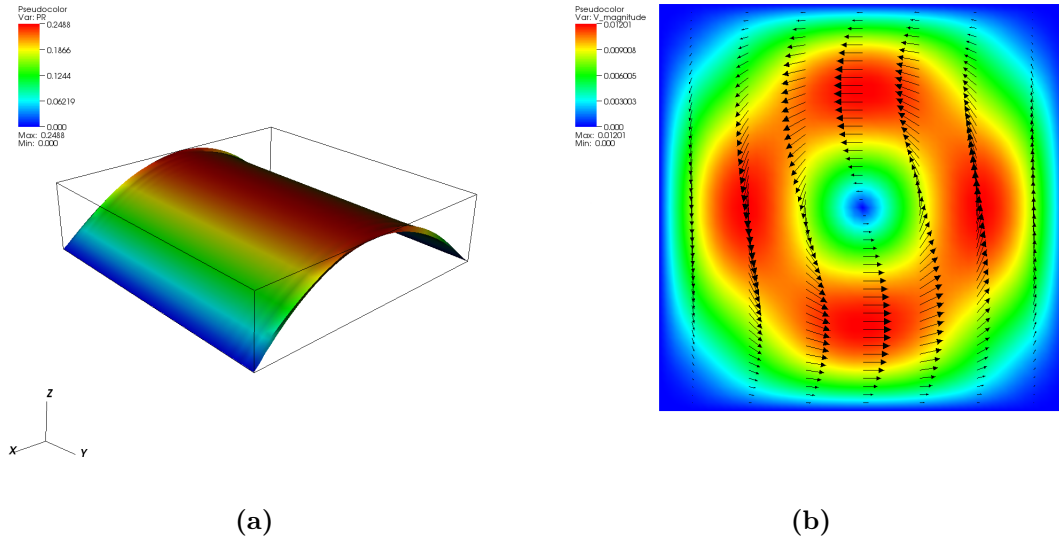 Pseudocolor
Var: PR
0.2488
0.1866
0.1244
0.06219
0.000
Max: 0.2488
Min: 0.000
Z
X
Y
(a)
Pseudocolor
Var: V_magnitude
0.01201
0.009008
0.006005
0.003003
0.000
Max: 0.01201
Min: 0.000
(b)